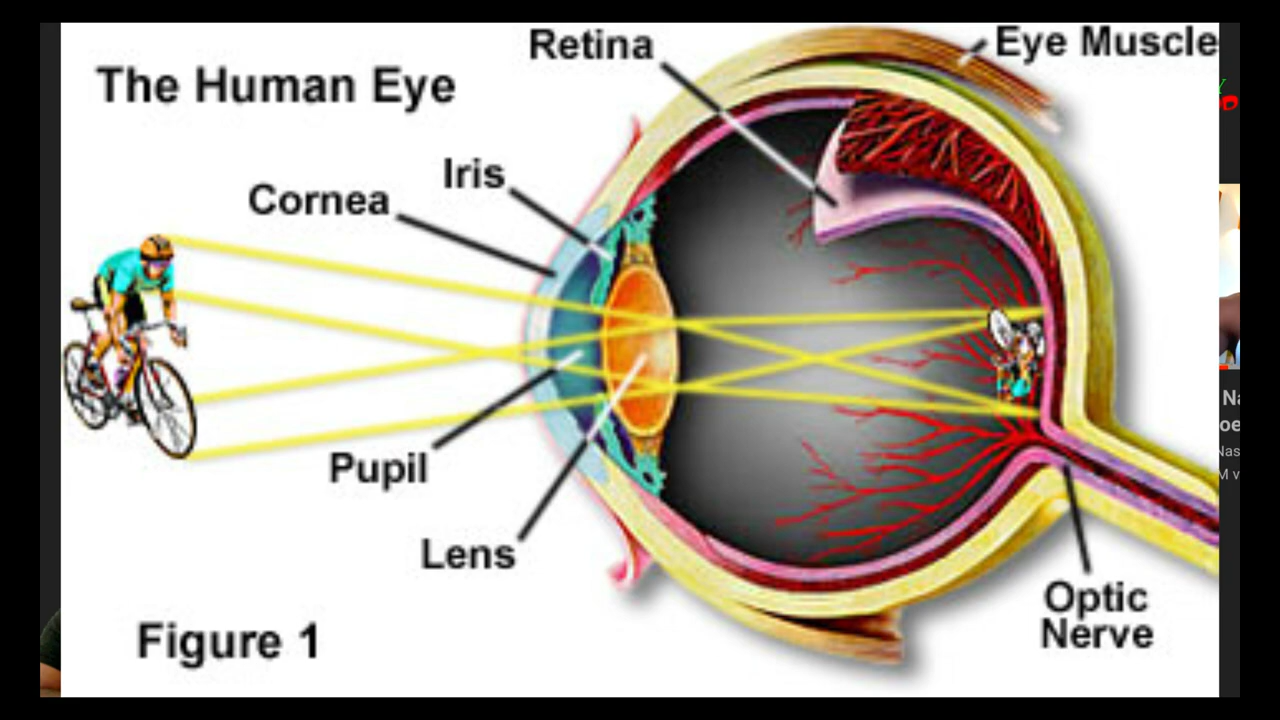 Retina
Eye Muscle
The Human Eye
Iris
Cornea
Pupil
Lens
Optic
Nerve
Figure 1